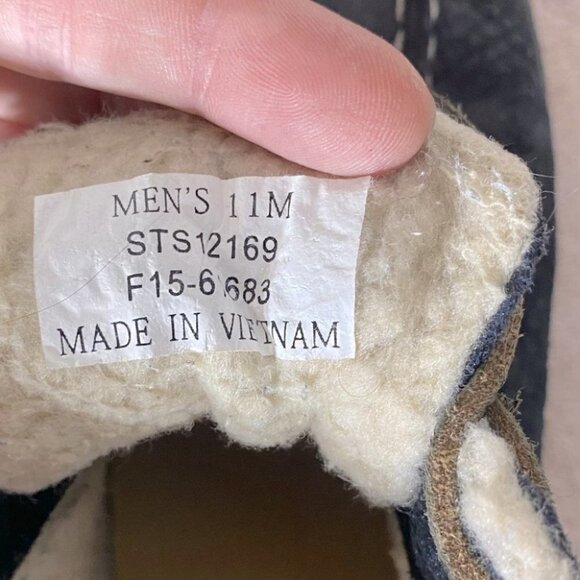 MEN'S 11M
STS12169
F15-6683
MADE IN VIETNAM